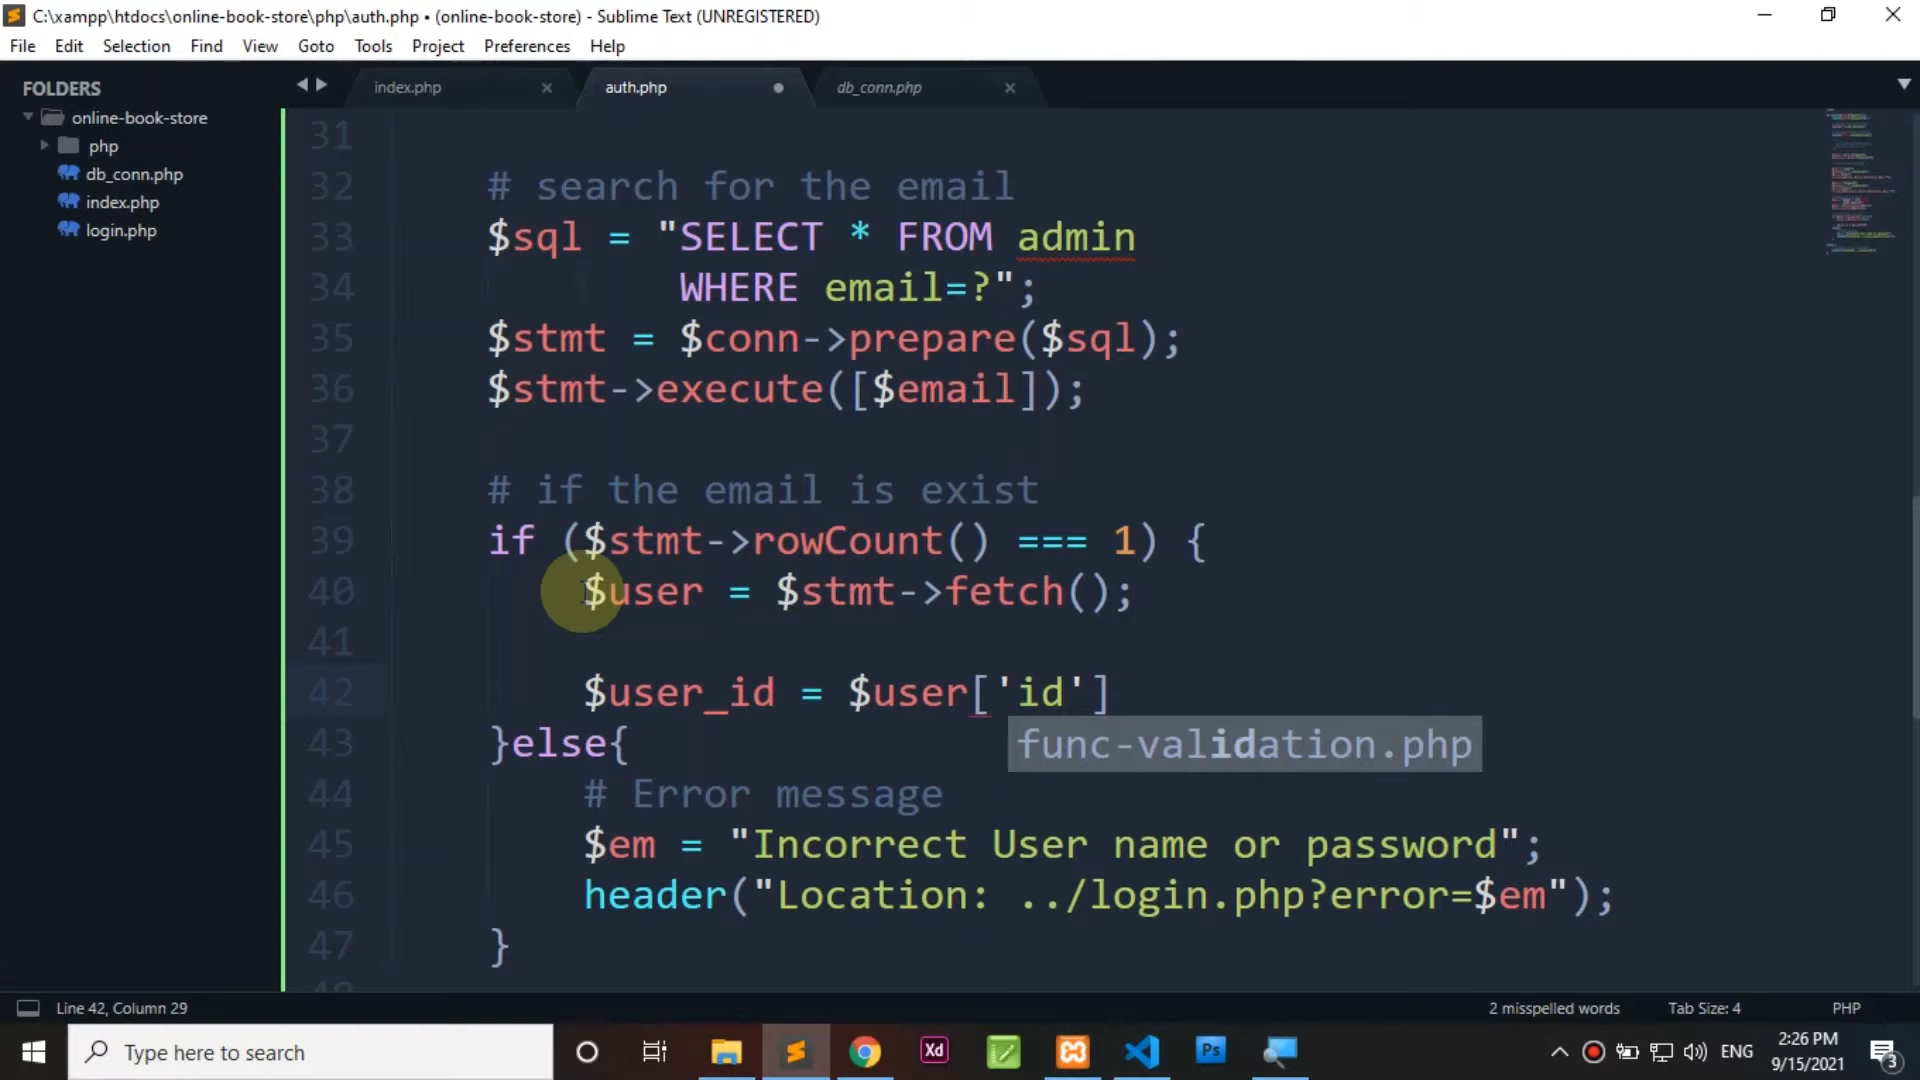 C:\xampp\htdocs\online-book-store\php\auth.php • (online-book-store) - Sublime Text (UNREGISTERED)
File Edit Selection Find View Goto Tools Project Preferences Help
FOLDERS
online-book-store
php
db_conn.php
index.php
login.php
index.php
auth.php
db_conn.php
31
32 # search for the email
33 $sql = "SELECT * FROM admin
34 WHERE email=?";
35 $stmt = $conn->prepare($sql);
36 $stmt->execute([$email]);
37
38 # if the email is exist
39 if ($stmt->rowCount() === 1) {
40 $user = $stmt->fetch();
41
42 $user_id = $user['id']
func-validation.php
43 }else{
44 # Error message
45 $em = "Incorrect User name or password";
46 header("Location: ../login.php?error=$em");
47 }
Line 42, Column 29
2 misspelled words
Tab Size: 4
PHP
Type here to search
Xd
Ps
ENG
2:26 PM
9/15/2021
3